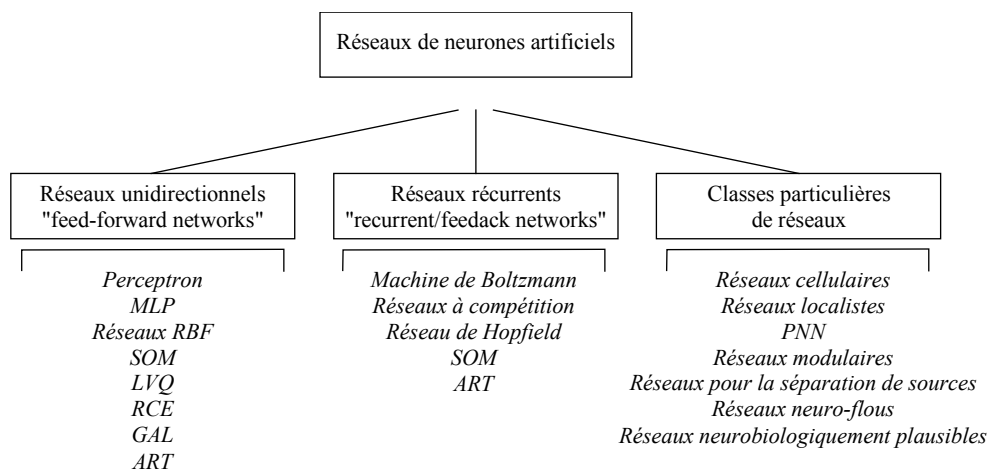 Réseaux de neurones artificiels
Réseaux unidirectionnels
"feed-forward networks"
Réseaux récurrents
"recurrent/feedack networks"
Classes particulières
de réseaux
Perceptron
MLP
Réseaux RBF
SOM
LVQ
RCE
GAL
ART
Machine de Boltzmann
Réseaux à compétition
Réseau de Hopfield
SOM
ART
Réseaux cellulaires
Réseaux localistes
PNN
Réseaux modulaires
Réseaux pour la séparation de sources
Réseaux neuro-flous
Réseaux neurobiologiquement plausibles